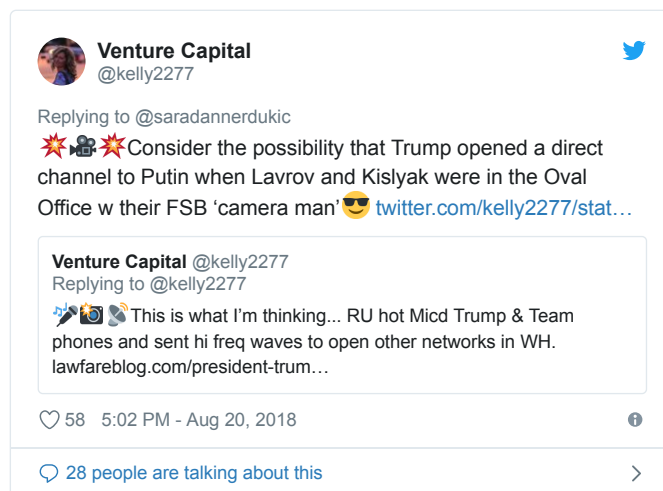 Venture Capital
@kelly2277
Replying to @saradannerdukic
💥🎥💥Consider the possibility that Trump opened a direct
channel to Putin when Lavrov and Kislyak were in the Oval
Office w their FSB ‘camera man’😎 twitter.com/kelly2277/stat…
Venture Capital @kelly2277
Replying to @kelly2277
🎤📸📡This is what I’m thinking... RU hot Micd Trump & Team
phones and sent hi freq waves to open other networks in WH.
lawfareblog.com/president-trum…
58 5:02 PM - Aug 20, 2018
28 people are talking about this